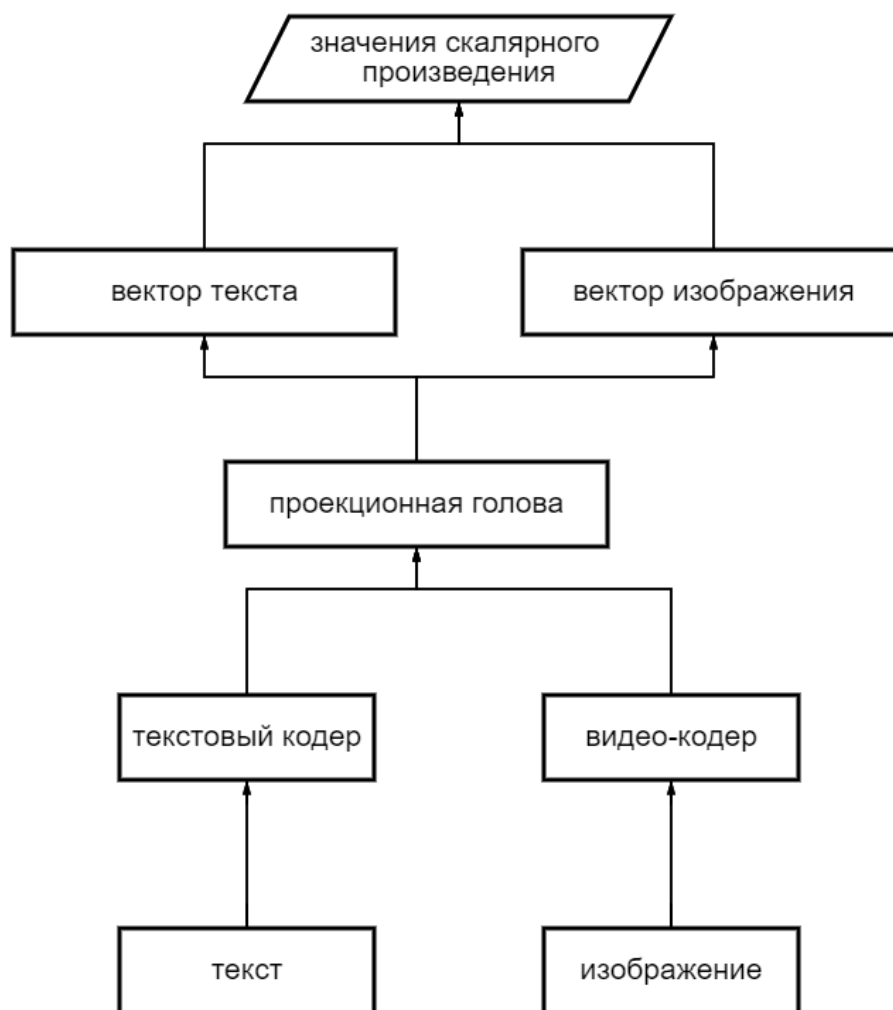 значения скалярного
произведения
вектор текста
вектор изображения
проекционная голова
текстовый кодер
видео-кодер
текст
изображение